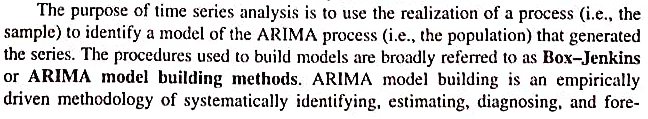 The purpose of time series analysis is to use the realization of a process (i.e., the
sample) to identify a model of the ARIMA process (i.e., the population) that generated
the series. The procedures used to build models are broadly referred to as Box–Jenkins
or ARIMA model building methods. ARIMA model building is an empirically
driven methodology of systematically identifying, estimating, diagnosing, and fore-